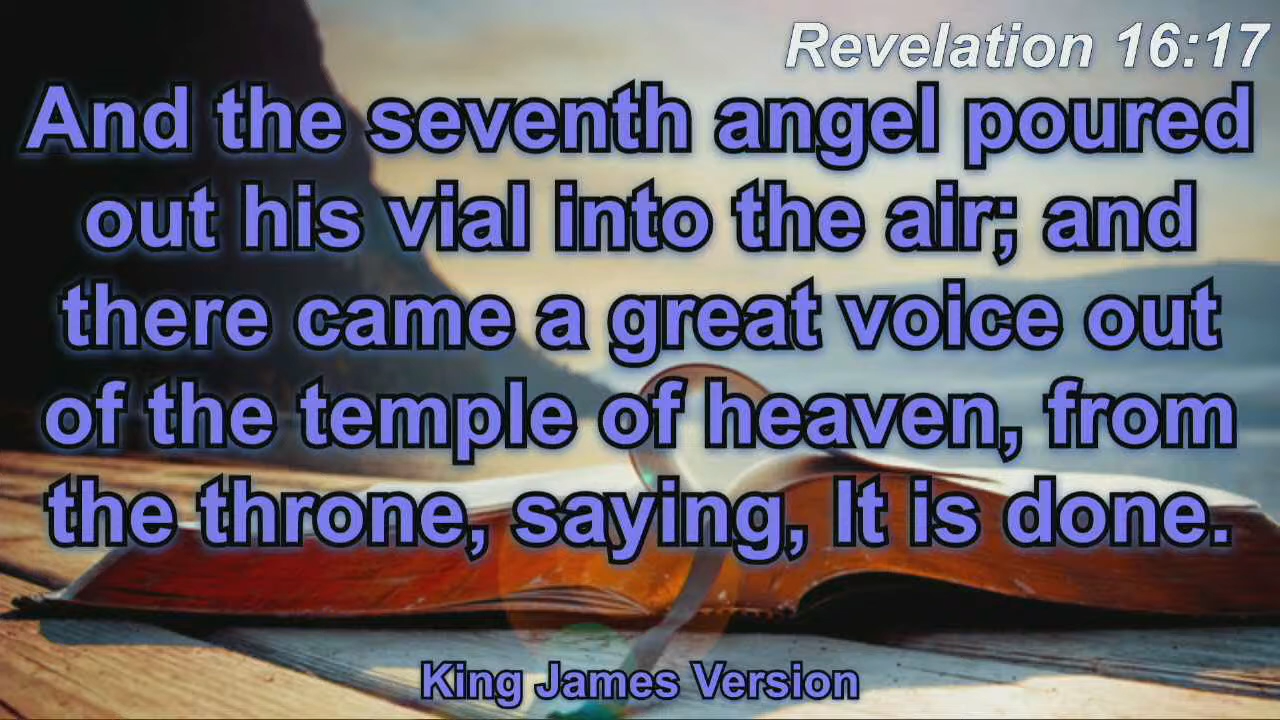 Revelation 16:17
And the seventh angel poured
out his vial into the air; and
there came a great voice out
of the temple of heaven, from
the throne, saying, It is done.
King James Version